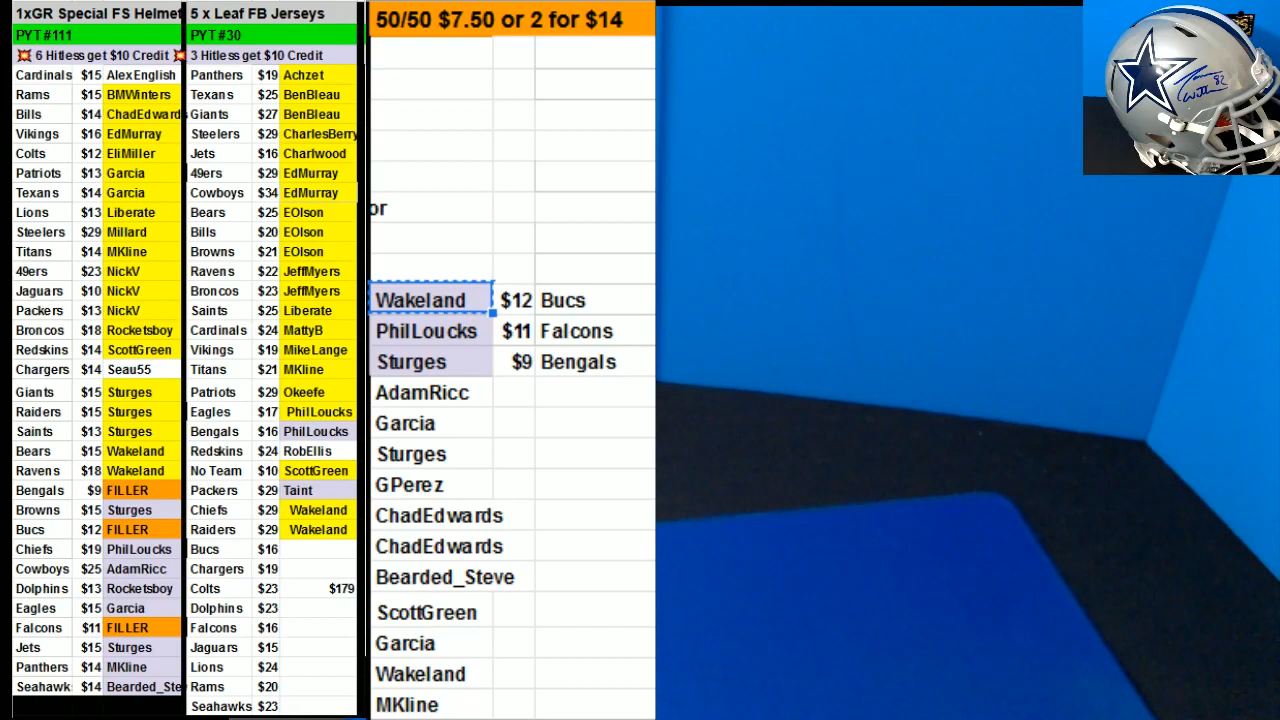 1xGR Special FS Helmet
PYT #111
💥 6 Hitless get $10 Credit 💥
Cardinals $15 AlexEnglish
Rams $15 BMWinters
Bills $14 ChadEdwards
Vikings $16 EdMurray
Colts $12 EliMiller
Patriots $13 Garcia
Texans $14 Garcia
Lions $13 Liberate
Steelers $29 Millard
Titans $14 MKline
49ers $23 NickV
Jaguars $10 NickV
Packers $13 NickV
Broncos $18 Rocketsboy
Redskins $14 ScottGreen
Chargers $14 Seau55
Giants $15 Sturges
Raiders $15 Sturges
Saints $13 Sturges
Bears $15 Wakeland
Ravens $18 Wakeland
Bengals $9 FILLER
Browns $15 Sturges
Bucs $12 FILLER
Chiefs $19 PhilLoucks
Cowboys $25 AdamRicc
Dolphins $13 Rocketsboy
Eagles $15 Garcia
Falcons $11 FILLER
Jets $15 Sturges
Panthers $14 MKline
Seahawks $14 Bearded_Ste
5 x Leaf FB Jerseys
PYT #30
3 Hitless get $10 Credit
Panthers $19 Achzet
Texans $25 BenBleau
Giants $27 BenBleau
Steelers $29 CharlesBerry
Jets $16 Charlwood
49ers $29 EdMurray
Cowboys $34 EdMurray
Bears $25 EOlson
Bills $20 EOlson
Browns $21 EOlson
Ravens $22 JeffMyers
Broncos $23 JeffMyers
Saints $25 Liberate
Cardinals $24 MattyB
Vikings $19 MikeLange
Titans $21 MKline
Patriots $29 Okeefe
Eagles $17 PhilLoucks
Bengals $16 PhilLoucks
Redskins $24 RobEllis
No Team $10 ScottGreen
Packers $29 Taint
Chiefs $29 Wakeland
Raiders $29 Wakeland
Bucs $16
Chargers $19
Colts $23 $179
Dolphins $23
Falcons $16
Jaguars $15
Lions $24
Rams $20
Seahawks $23
50/50 $7.50 or 2 for $14
or
Wakeland $12 Bucs
PhilLoucks $11 Falcons
Sturges $9 Bengals
AdamRicc
Garcia
Sturges
GPerez
ChadEdwards
ChadEdwards
Bearded_Steve
ScottGreen
Garcia
Wakeland
MKline